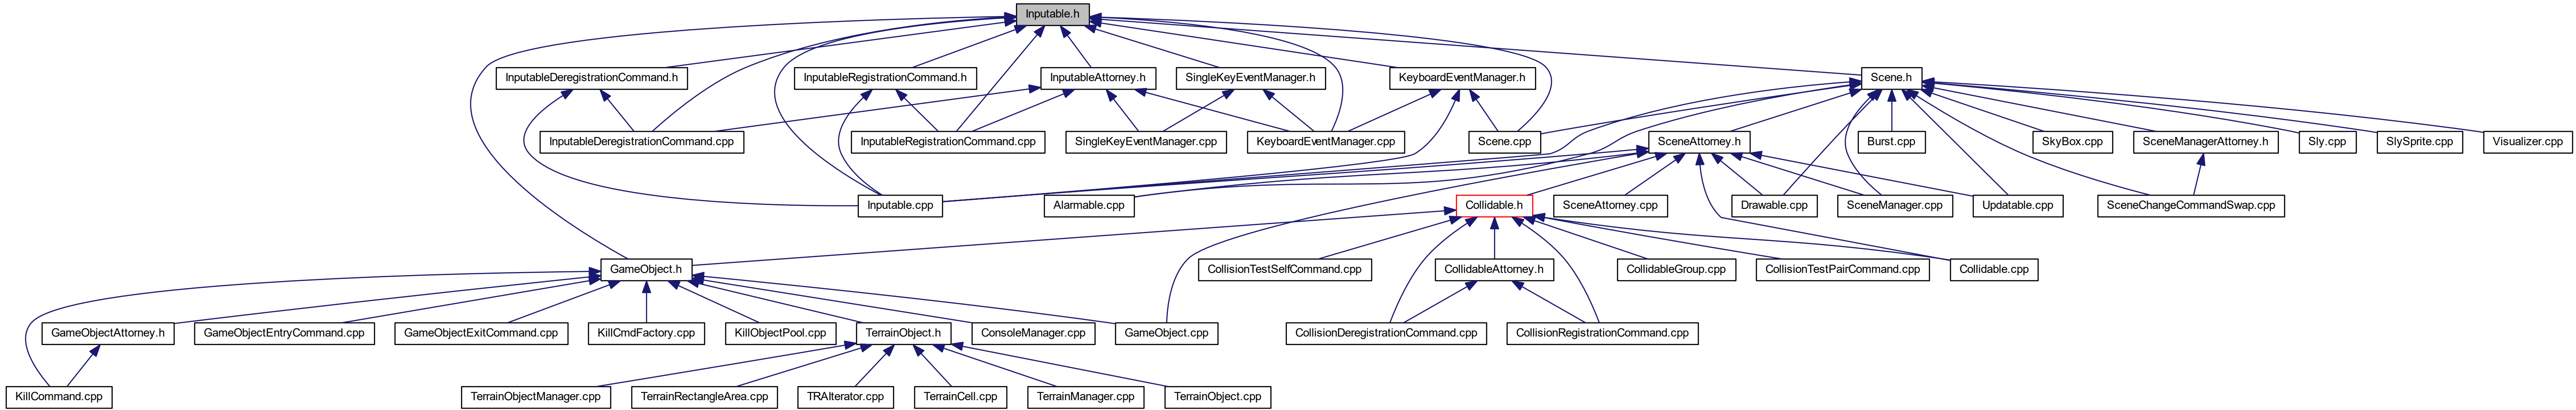 Inputable.h
InputableDeregistrationCommand.h
InputableRegistrationCommand.h
InputableAttorney.h
SingleKeyEventManager.h
KeyboardEventManager.h
Scene.h
InputableDeregistrationCommand.cpp
InputableRegistrationCommand.cpp
SingleKeyEventManager.cpp
KeyboardEventManager.cpp
Scene.cpp
SceneAttorney.h
Burst.cpp
SkyBox.cpp
SceneManagerAttorney.h
Sly.cpp
SlySprite.cpp
Visualizer.cpp
Inputable.cpp
Alarmable.cpp
Collidable.h
SceneAttorney.cpp
Drawable.cpp
SceneManager.cpp
Updatable.cpp
SceneChangeCommandSwap.cpp
GameObject.h
CollisionTestSelfCommand.cpp
CollidableAttorney.h
CollidableGroup.cpp
CollisionTestPairCommand.cpp
Collidable.cpp
GameObjectAttorney.h
GameObjectEntryCommand.cpp
GameObjectExitCommand.cpp
KillCmdFactory.cpp
KillObjectPool.cpp
TerrainObject.h
ConsoleManager.cpp
GameObject.cpp
CollisionDeregistrationCommand.cpp
CollisionRegistrationCommand.cpp
KillCommand.cpp
TerrainObjectManager.cpp
TerrainRectangleArea.cpp
TRAIterator.cpp
TerrainCell.cpp
TerrainManager.cpp
TerrainObject.cpp